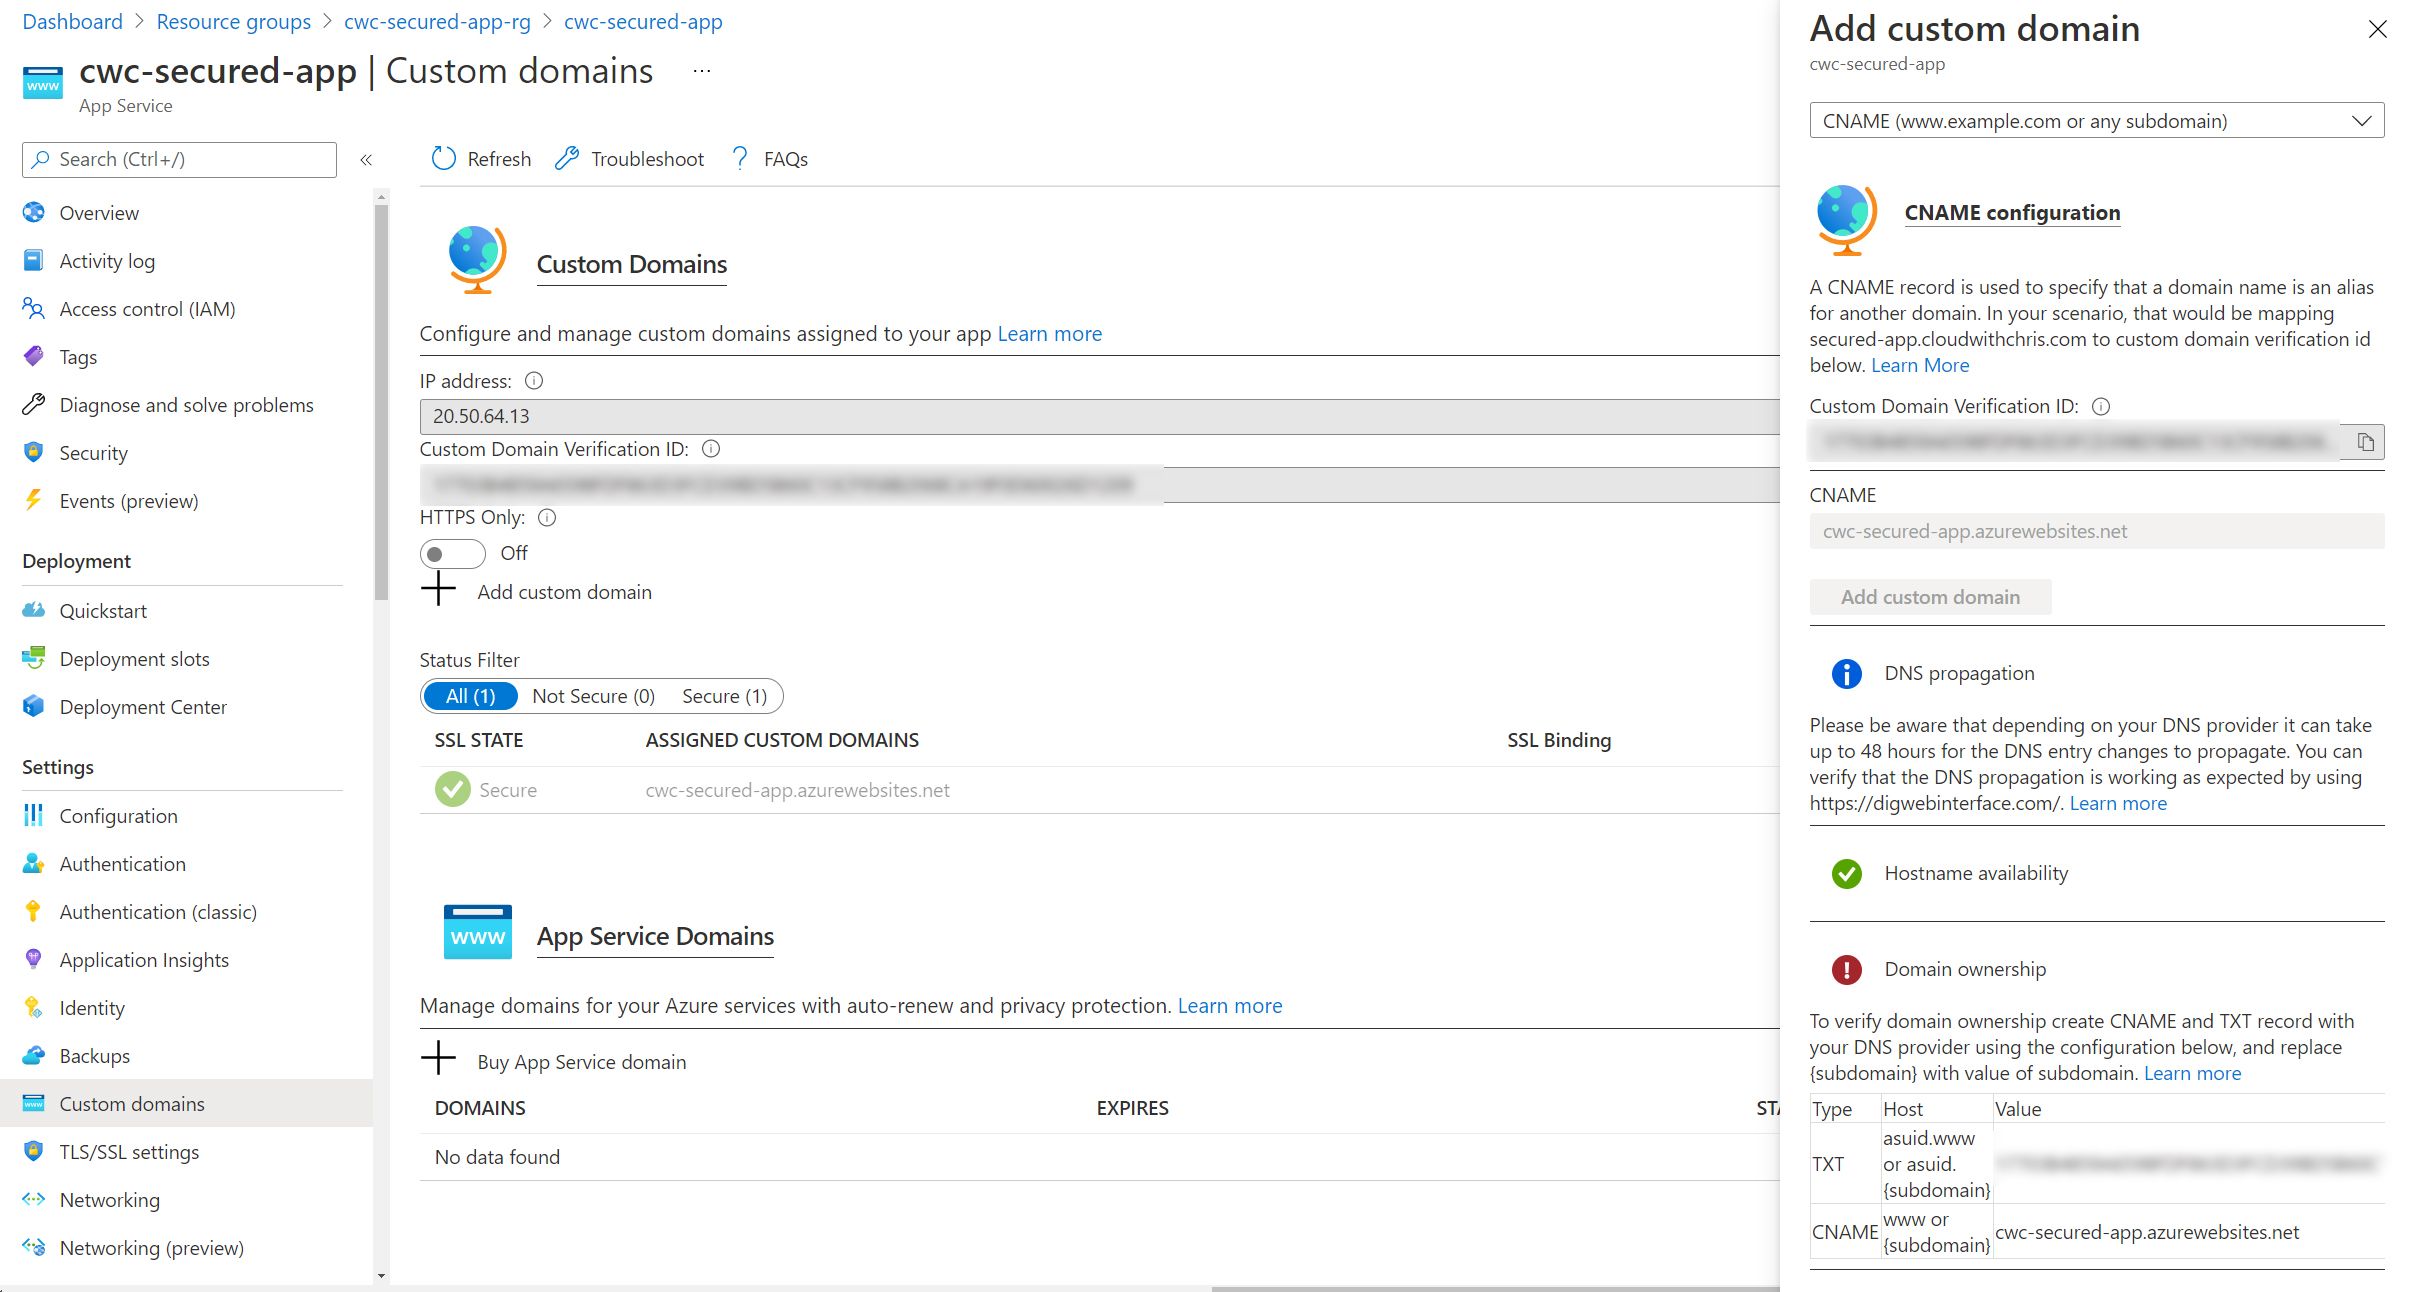 Dashboard > Resource groups > cwc-secured-app-rg > cwc-secured-app
cwc-secured-app | Custom domains ...
App Service
Search (Ctrl+/)
«
Overview
Activity log
Access control (IAM)
Tags
Diagnose and solve problems
Security
Events (preview)
Deployment
Quickstart
Deployment slots
Deployment Center
Settings
Configuration
Authentication
Authentication (classic)
Application Insights
Identity
Backups
Custom domains
TLS/SSL settings
Networking
Networking (preview)
Refresh Troubleshoot ? FAQs
Custom Domains
Configure and manage custom domains assigned to your app Learn more
IP address:
20.50.64.13
Custom Domain Verification ID:
HTTPS Only:
Off
Add custom domain
Status Filter
All (1) Not Secure (0) Secure (1)
SSL STATE ASSIGNED CUSTOM DOMAINS SSL Binding
Secure cwc-secured-app.azurewebsites.net
www
App Service Domains
Manage domains for your Azure services with auto-renew and privacy protection. Learn more
Buy App Service domain
DOMAINS EXPIRES STA
No data found
Add custom domain
cwc-secured-app
CNAME (www.example.com or any subdomain)
CNAME configuration
A CNAME record is used to specify that a domain name is an alias
for another domain. In your scenario, that would be mapping
secured-app.cloudwithchris.com to custom domain verification id
below. Learn More
Custom Domain Verification ID:
CNAME
cwc-secured-app.azurewebsites.net
Add custom domain
DNS propagation
Please be aware that depending on your DNS provider it can take
up to 48 hours for the DNS entry changes to propagate. You can
verify that the DNS propagation is working as expected by using
https://digwebinterface.com/. Learn more
Hostname availability
Domain ownership
To verify domain ownership create CNAME and TXT record with
your DNS provider using the configuration below, and replace
{subdomain} with value of subdomain. Learn more
Type Host Value
TXT asuid.www
or asuid.
{subdomain}
CNAME www or
{subdomain} cwc-secured-app.azurewebsites.net